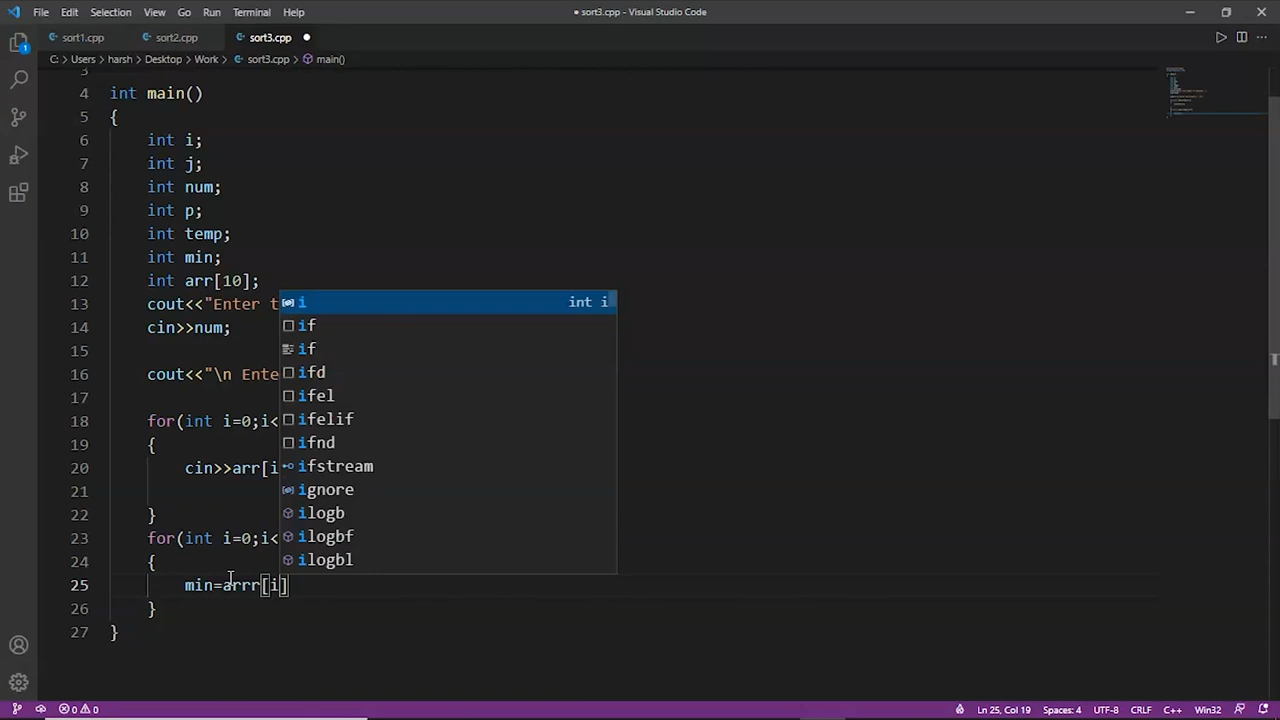 File Edit Selection View Go Run Terminal Help
● sort3.cpp - Visual Studio Code
sort1.cpp sort2.cpp sort3.cpp
C: > Users > harsh > Desktop > Work > sort3.cpp > main()
3
4 int main()
5 {
6 int i;
7 int j;
8 int num;
9 int p;
10 int temp;
11 int min;
12 int arr[10];
13 cout<<"Enter t
14 cin>>num;
15
16 cout<<"\n Ente
17
18 for(int i=0;i<
19 {
20 cin>>arr[i
21
22 }
23 for(int i=0;i<
24 {
25 min=arrr[i]
26 }
27 }
i int i
if
if
ifd
ifel
ifelif
ifnd
ifstream
ignore
ilogb
ilogbf
ilogbl
1
0 0 Ln 25, Col 19 Spaces: 4 UTF-8 CRLF C++ Win32